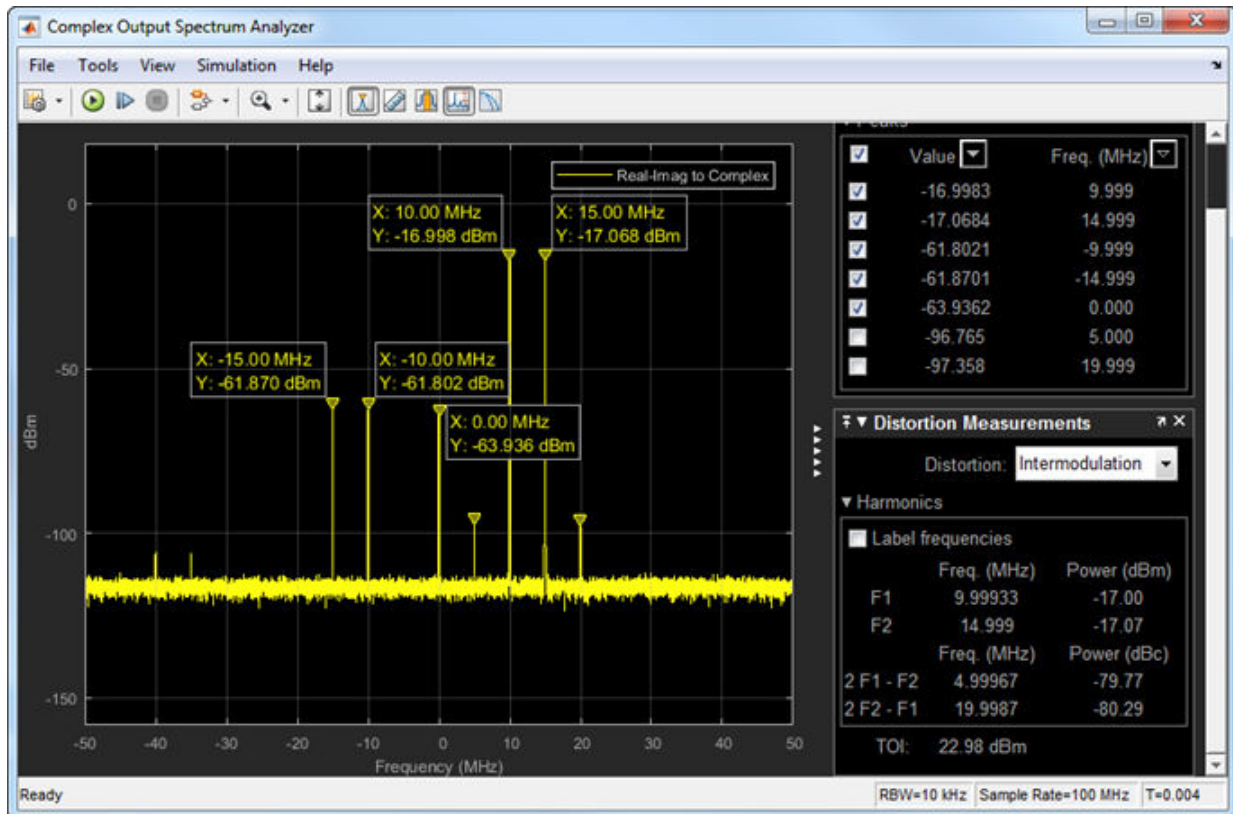 Complex Output Spectrum Analyzer
File Tools View Simulation Help
Real-Imag to Complex
X: 10.00 MHz
Y: -16.998 dBm
X: 15.00 MHz
Y: -17.068 dBm
X: -15.00 MHz
Y: -61.870 dBm
X: -10.00 MHz
Y: -61.802 dBm
X: 0.00 MHz
Y: -63.936 dBm
dBm
0
-50
-100
-150
-50 -40 -30 -20 -10 0 10 20 30 40 50
Frequency (MHz)
Peaks
Value Freq. (MHz)
-16.9983 9.999
-17.0684 14.999
-61.8021 -9.999
-61.8701 -14.999
-63.9362 0.000
-96.765 5.000
-97.358 19.999
Distortion Measurements
Distortion: Intermodulation
Harmonics
Label frequencies
Freq. (MHz) Power (dBm)
F1 9.99933 -17.00
F2 14.999 -17.07
Freq. (MHz) Power (dBc)
2 F1 - F2 4.99967 -79.77
2 F2 - F1 19.9987 -80.29
TOI: 22.98 dBm
Ready
RBW=10 kHz Sample Rate=100 MHz T=0.004